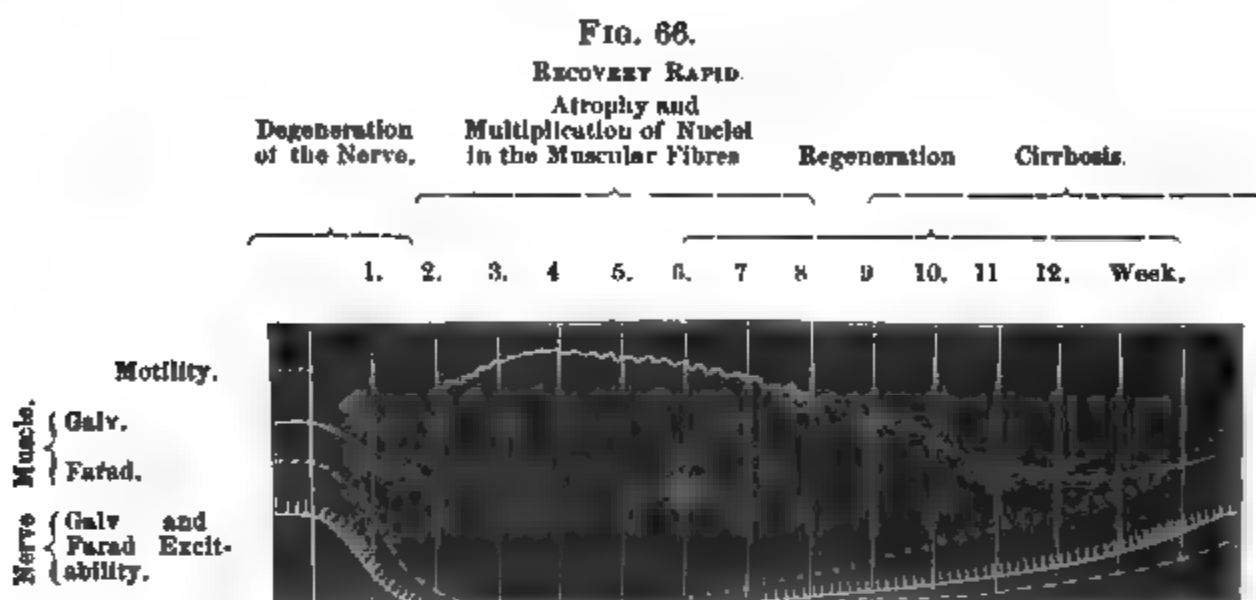 FIG. 66.
RECOVERY RAPID.
Atrophy and
Degeneration Multiplication of Nuclei
of the Nerve. in the Muscular Fibres Regeneration Cirrhosis.
1. 2. 3. 4 5. 6. 7 8 9 10. 11 12. Week.
Motility.
Muscle.
Galv.
Farad.
Nerve
Galv and
Farad Excit-
ability.